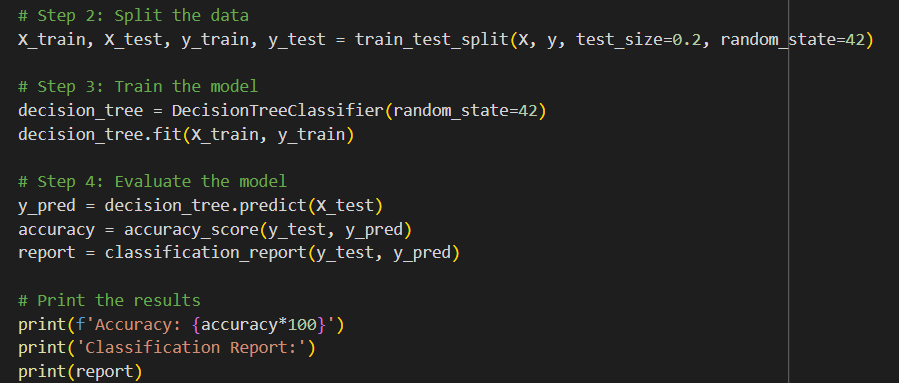 # Step 2: Split the data
X_train, X_test, y_train, y_test = train_test_split(X, y, test_size=0.2, random_state=42)
# Step 3: Train the model
decision_tree = DecisionTreeClassifier(random_state=42)
decision_tree.fit(X_train, y_train)
# Step 4: Evaluate the model
y_pred = decision_tree.predict(X_test)
accuracy = accuracy_score(y_test, y_pred)
report = classification_report(y_test, y_pred)
# Print the results
print(f'Accuracy: {accuracy*100}')
print('Classification Report:')
print(report)